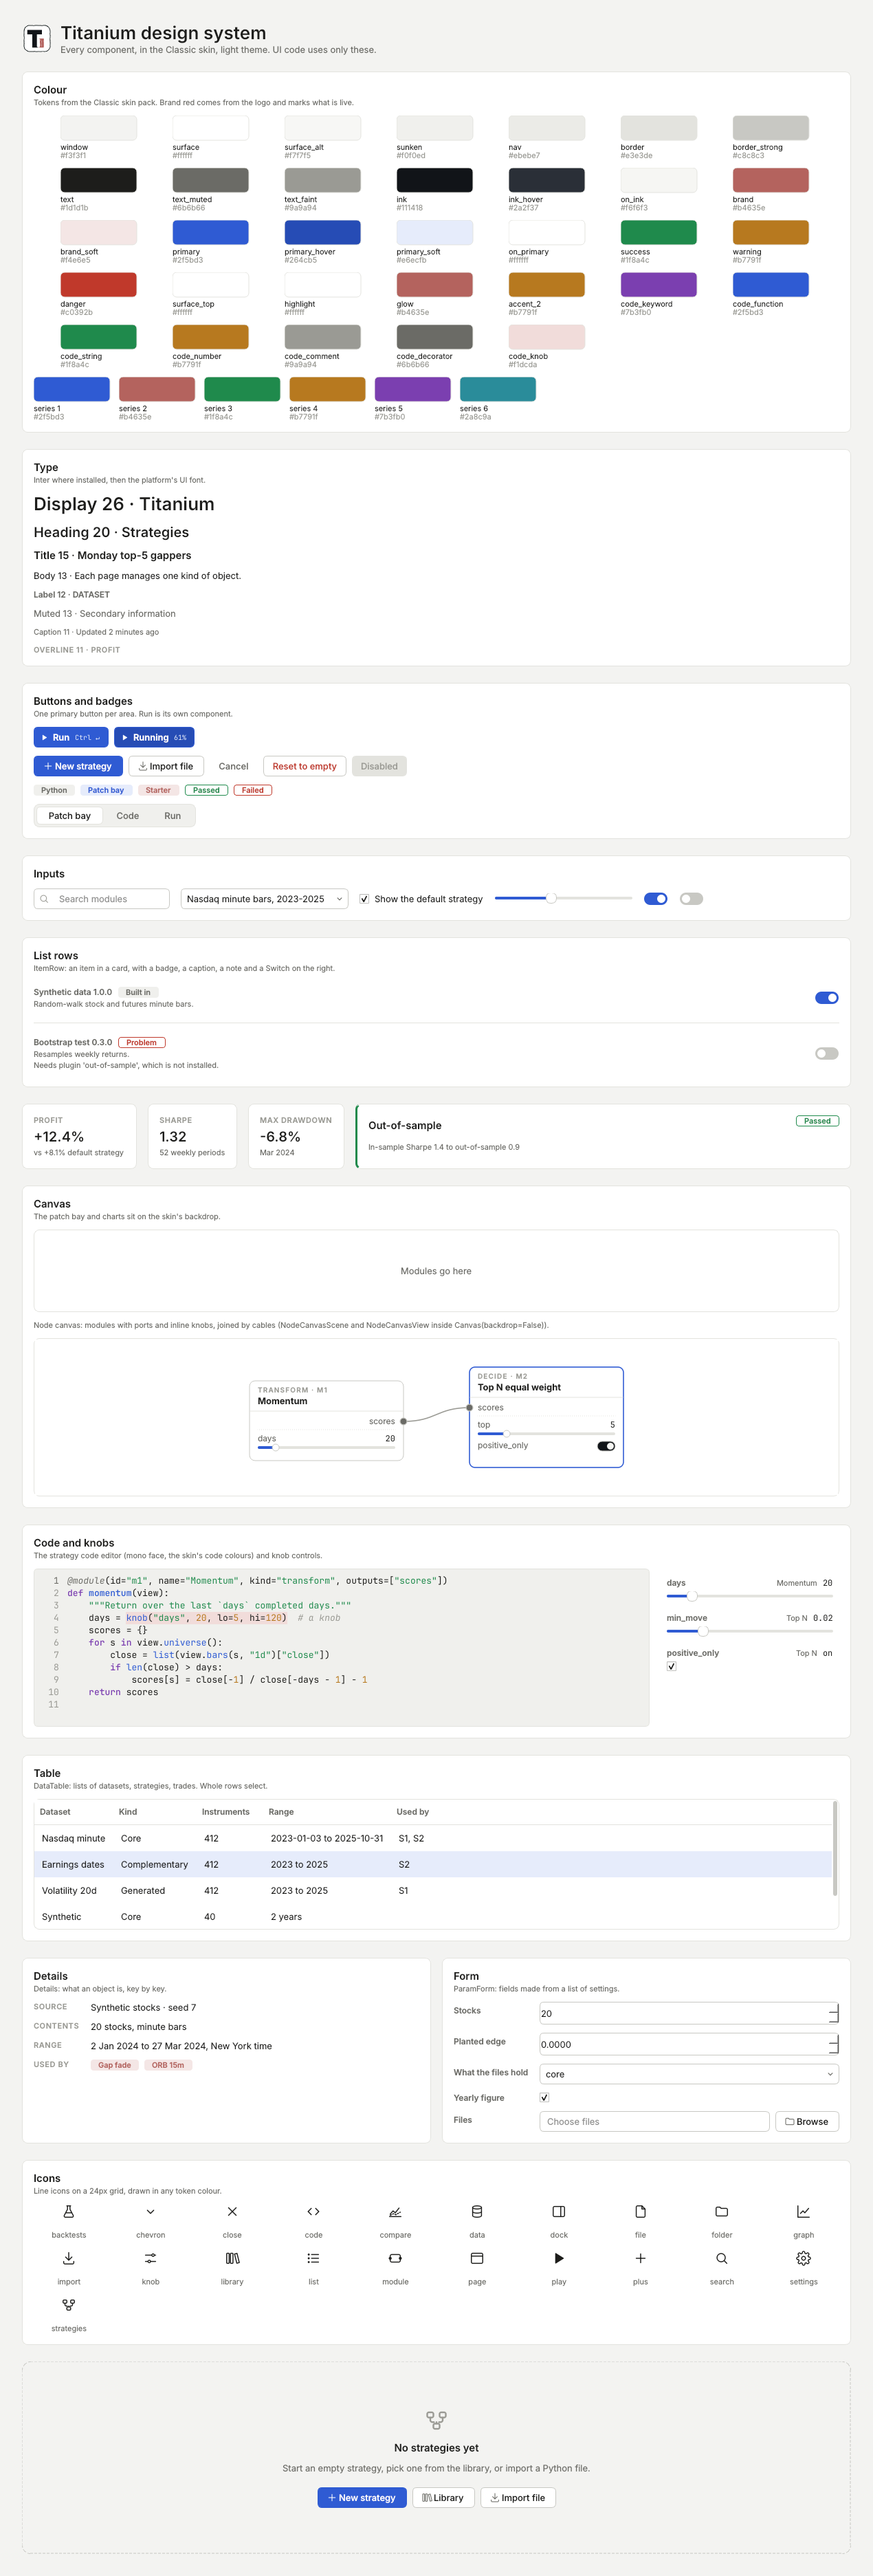 Titanium design system
Every component, in the Classic skin, light theme. UI code uses only these.
Colour
Tokens from the Classic skin pack. Brand red comes from the logo and marks what is live.
window surface surface_alt sunken nav border border_strong
#f3f3f1 #ffffff #f7f7f5 #f0f0ed #ebebe7 #e3e3de #c8c8c3
text text_muted text_faint ink ink_hover on_ink brand
#1d1d1b #6b6b66 #9a9a94 #111418 #2a2f37 #f6f6f3 #b4635e
brand_soft primary primary_hover primary_soft on_primary success warning
#f4e6e5 #2f5bd3 #264cb5 #e6ecfb #ffffff #1f8a4c #b7791f
danger surface_top highlight glow accent_2 code_keyword code_function
#c0392b #ffffff #ffffff #b4635e #b7791f #7b3fb0 #2f5bd3
code_string code_number code_comment code_decorator code_knob
#1f8a4c #b7791f #9a9a94 #6b6b66 #f1dcda
series 1 series 2 series 3 series 4 series 5 series 6
#2f5bd3 #b4635e #1f8a4c #b7791f #7b3fb0 #2a8c9a
Type
Inter where installed, then the platform's UI font.
Display 26 · Titanium
Heading 20 · Strategies
Title 15 · Monday top-5 gappers
Body 13 · Each page manages one kind of object.
Label 12 · DATASET
Muted 13 · Secondary information
Caption 11 · Updated 2 minutes ago
OVERLINE 11 · PROFIT
Buttons and badges
One primary button per area. Run is its own component.
Run Ctrl ↵ Running 61%
New strategy Import file Cancel Reset to empty Disabled
Python Patch bay Starter Passed Failed
Patch bay Code Run
Inputs
Search modules Nasdaq minute bars, 2023-2025 Show the default strategy
List rows
ItemRow: an item in a card, with a badge, a caption, a note and a Switch on the right.
Synthetic data 1.0.0 Built in
Random-walk stock and futures minute bars.
Bootstrap test 0.3.0 Problem
Resamples weekly returns.
Needs plugin 'out-of-sample', which is not installed.
PROFIT SHARPE MAX DRAWDOWN Out-of-sample Passed
+12.4% 1.32 -6.8%
vs +8.1% default strategy 52 weekly periods Mar 2024 In-sample Sharpe 1.4 to out-of-sample 0.9
Canvas
The patch bay and charts sit on the skin's backdrop.
Modules go here
Node canvas: modules with ports and inline knobs, joined by cables (NodeCanvasScene and NodeCanvasView inside Canvas(backdrop=False)).
TRANSFORM · M1
Momentum
scores
days 20
DECIDE · M2
Top N equal weight
scores
top 5
positive_only
Code and knobs
The strategy code editor (mono face, the skin's code colours) and knob controls.
1 @module(id="m1", name="Momentum", kind="transform", outputs=["scores"])
2 def momentum(view):
3     """Return over the last `days` completed days."""
4     days = knob("days", 20, lo=5, hi=120)  # a knob
5     scores = {}
6     for s in view.universe():
7         close = list(view.bars(s, "1d")["close"])
8         if len(close) > days:
9             scores[s] = close[-1] / close[-days - 1] - 1
10     return scores
11
days Momentum 20
min_move Top N 0.02
positive_only Top N on
Table
DataTable: lists of datasets, strategies, trades. Whole rows select.
Dataset Kind Instruments Range Used by
Nasdaq minute Core 412 2023-01-03 to 2025-10-31 S1, S2
Earnings dates Complementary 412 2023 to 2025 S2
Volatility 20d Generated 412 2023 to 2025 S1
Synthetic Core 40 2 years
Details
Details: what an object is, key by key.
SOURCE Synthetic stocks · seed 7
CONTENTS 20 stocks, minute bars
RANGE 2 Jan 2024 to 27 Mar 2024, New York time
USED BY Gap fade ORB 15m
Form
ParamForm: fields made from a list of settings.
Stocks 20
Planted edge 0.0000
What the files hold core
Yearly figure
Files Choose files Browse
Icons
Line icons on a 24px grid, drawn in any token colour.
backtests chevron close code compare data dock file folder graph
import knob library list module page play plus search settings
strategies
No strategies yet
Start an empty strategy, pick one from the library, or import a Python file.
New strategy Library Import file